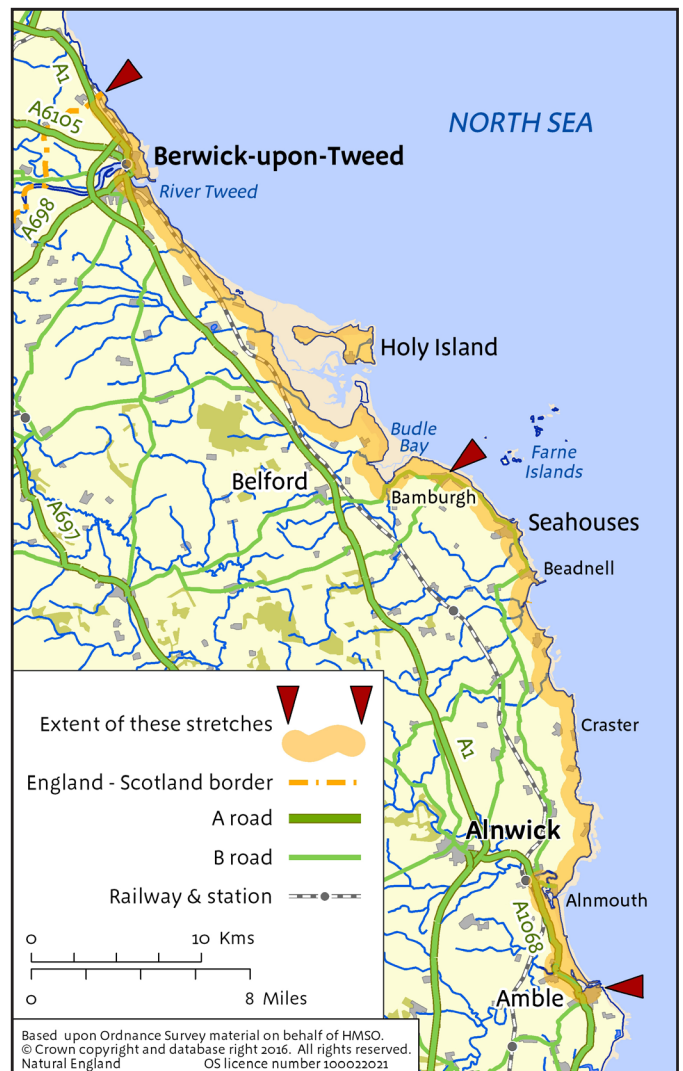 A1
A6105
NORTH SEA
Berwick-upon-Tweed
River Tweed
A698
Holy Island
Budle
Bay
Farne
Islands
Belford
Bamburgh
A697
Seahouses
Beadnell
Extent of these stretches
Craster
A1
England - Scotland border
A road
Alnwick
B road
Railway & station
Alnmouth
A1068
0 10 Kms
0 8 Miles
Amble
Based upon Ordnance Survey material on behalf of HMSO.
© Crown copyright and database right 2016. All rights reserved.
Natural England OS licence number 100022021